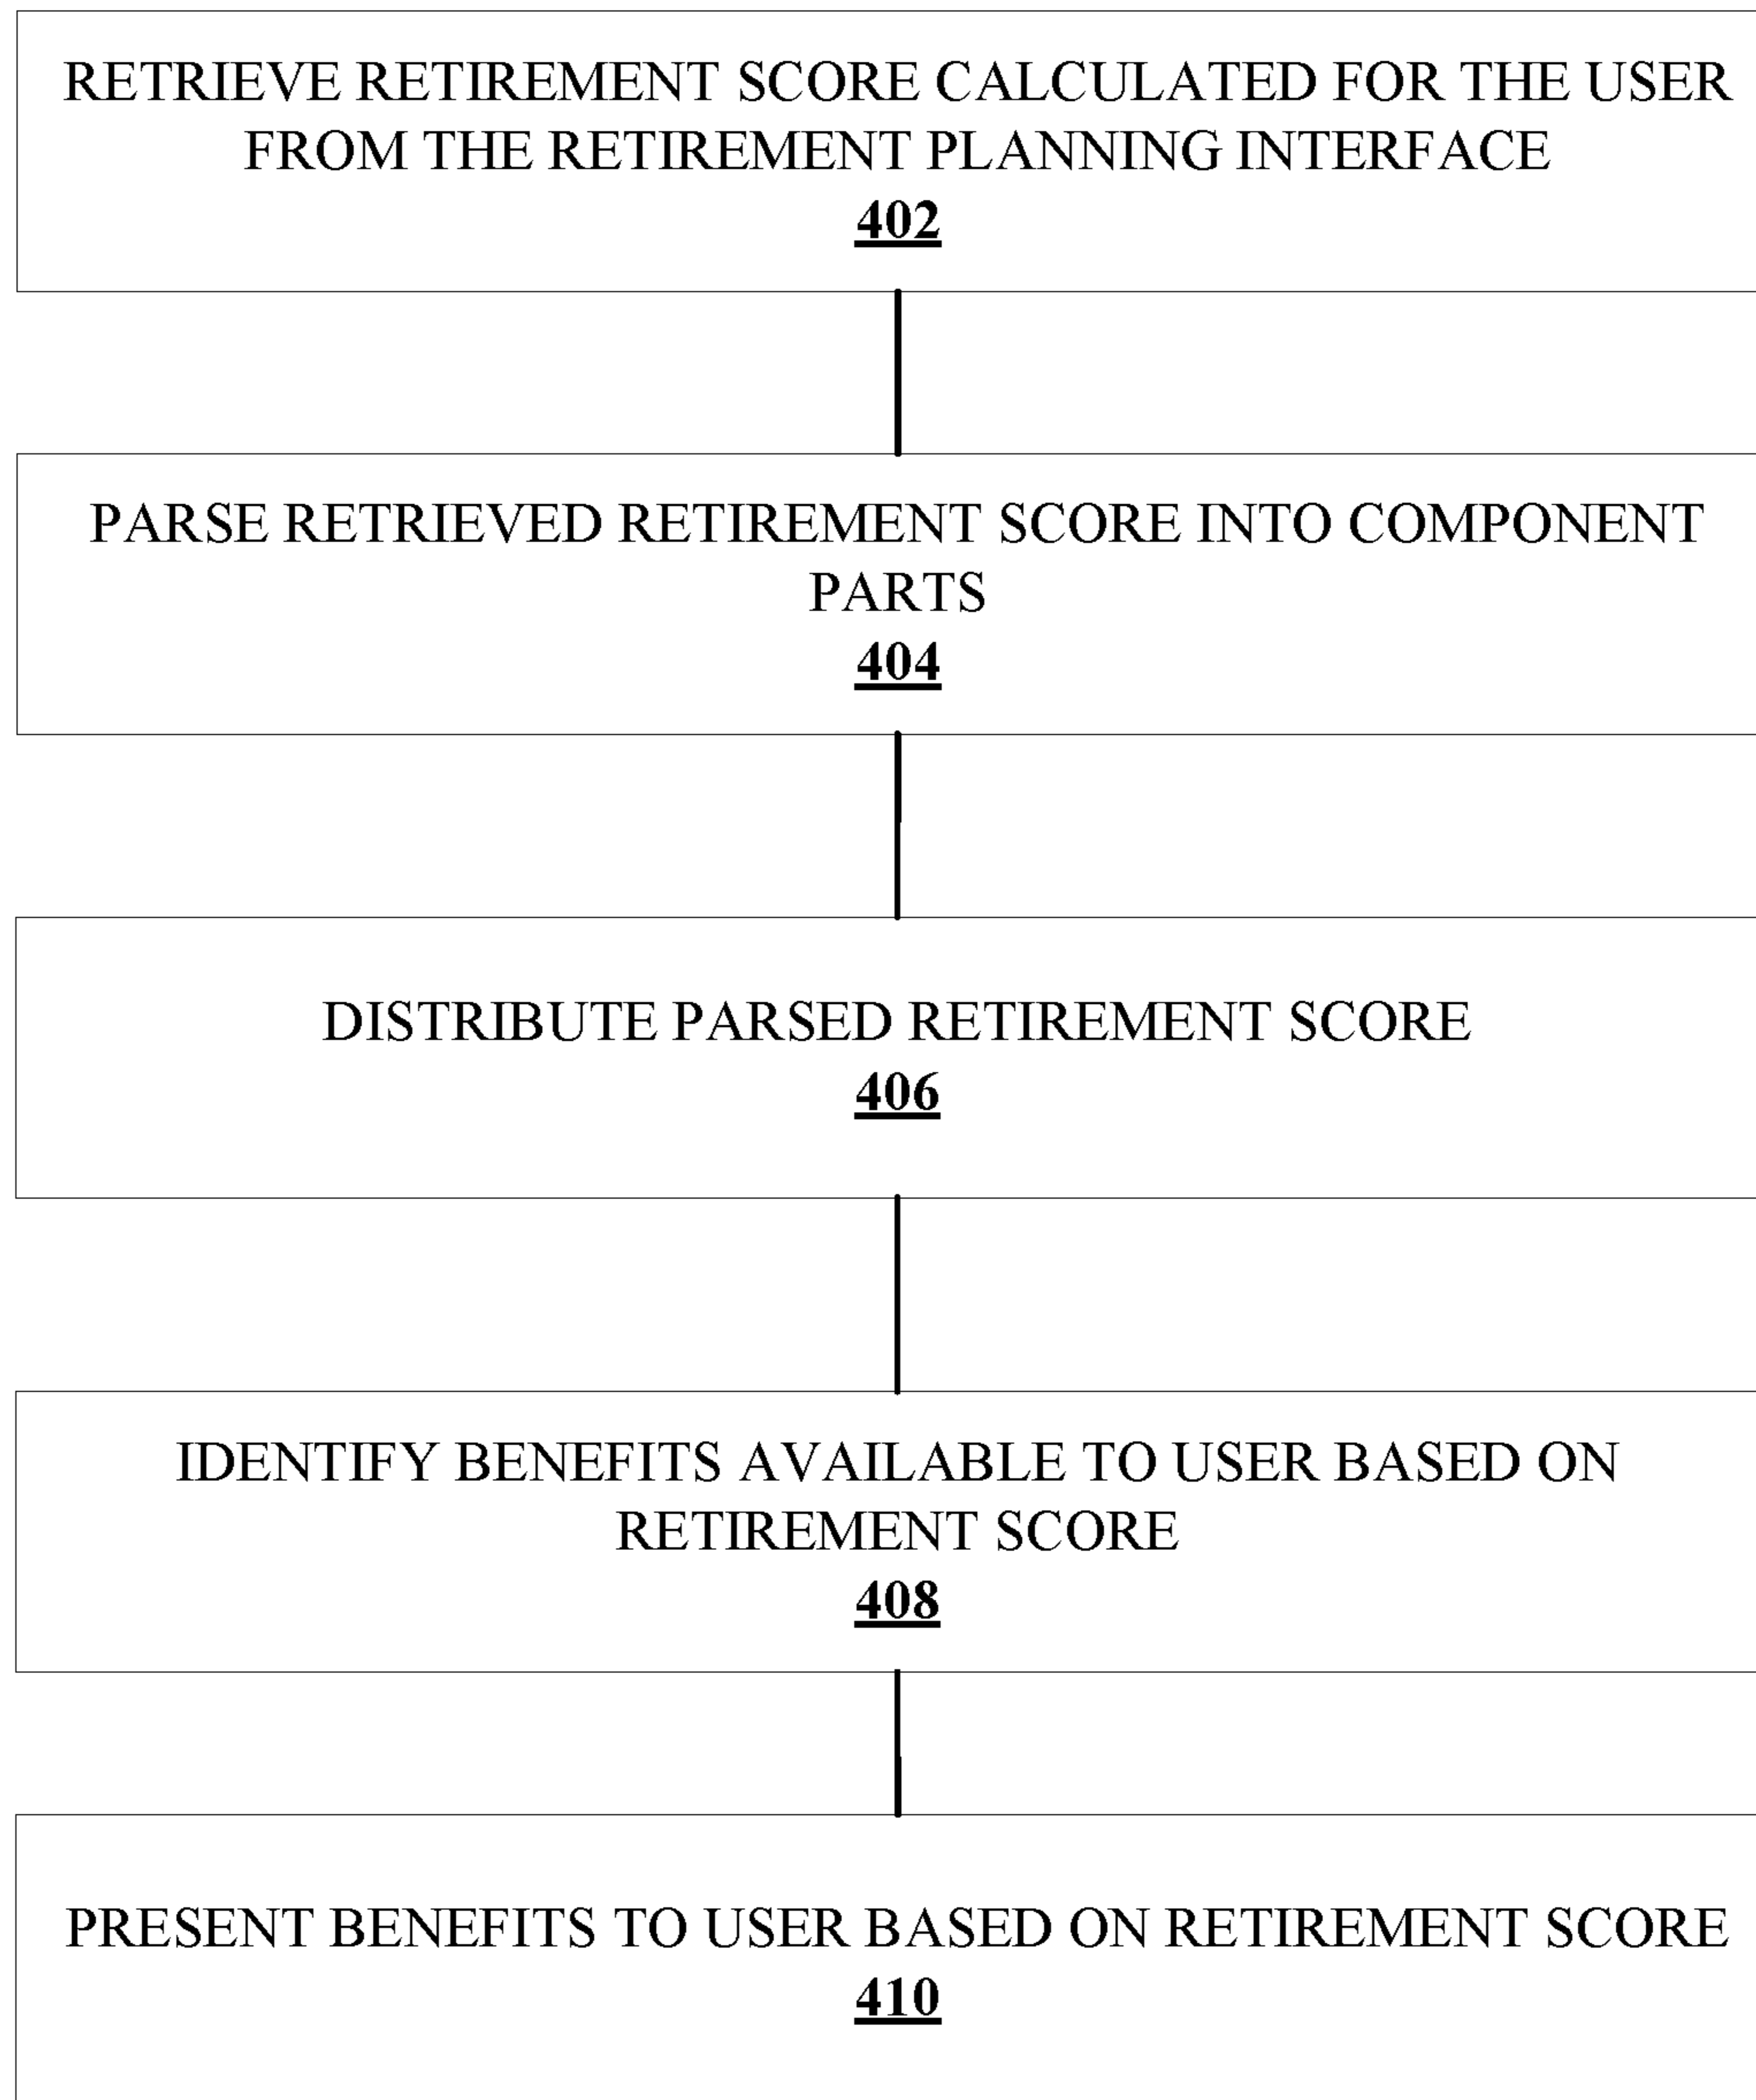 RETRIEVE RETIREMENT SCORE CALCULATED FOR THE USER
FROM THE RETIREMENT PLANNING INTERFACE
402
PARSE RETRIEVED RETIREMENT SCORE INTO COMPONENT
PARTS
404
DISTRIBUTE PARSED RETIREMENT SCORE
406
IDENTIFY BENEFITS AVAILABLE TO USER BASED ON
RETIREMENT SCORE
408
PRESENT BENEFITS TO USER BASED ON RETIREMENT SCORE
410